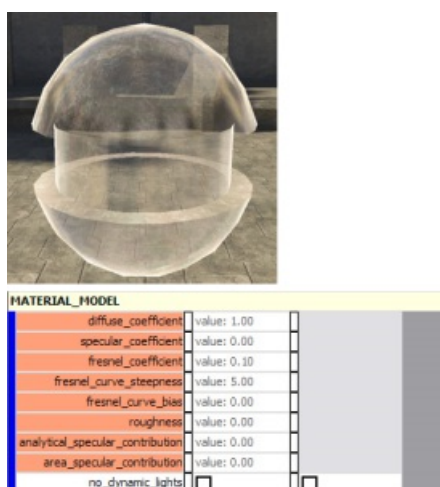 MATERIAL_MODEL
diffuse_coefficient value: 1.00
specular_coefficient value: 0.00
fresnel_coefficient value: 0.10
fresnel_curve_steepness value: 5.00
fresnel_curve_bias value: 0.00
roughness value: 0.00
analytical_specular_contribution value: 0.00
area_specular_contribution value: 0.00
no_dynamic_lights